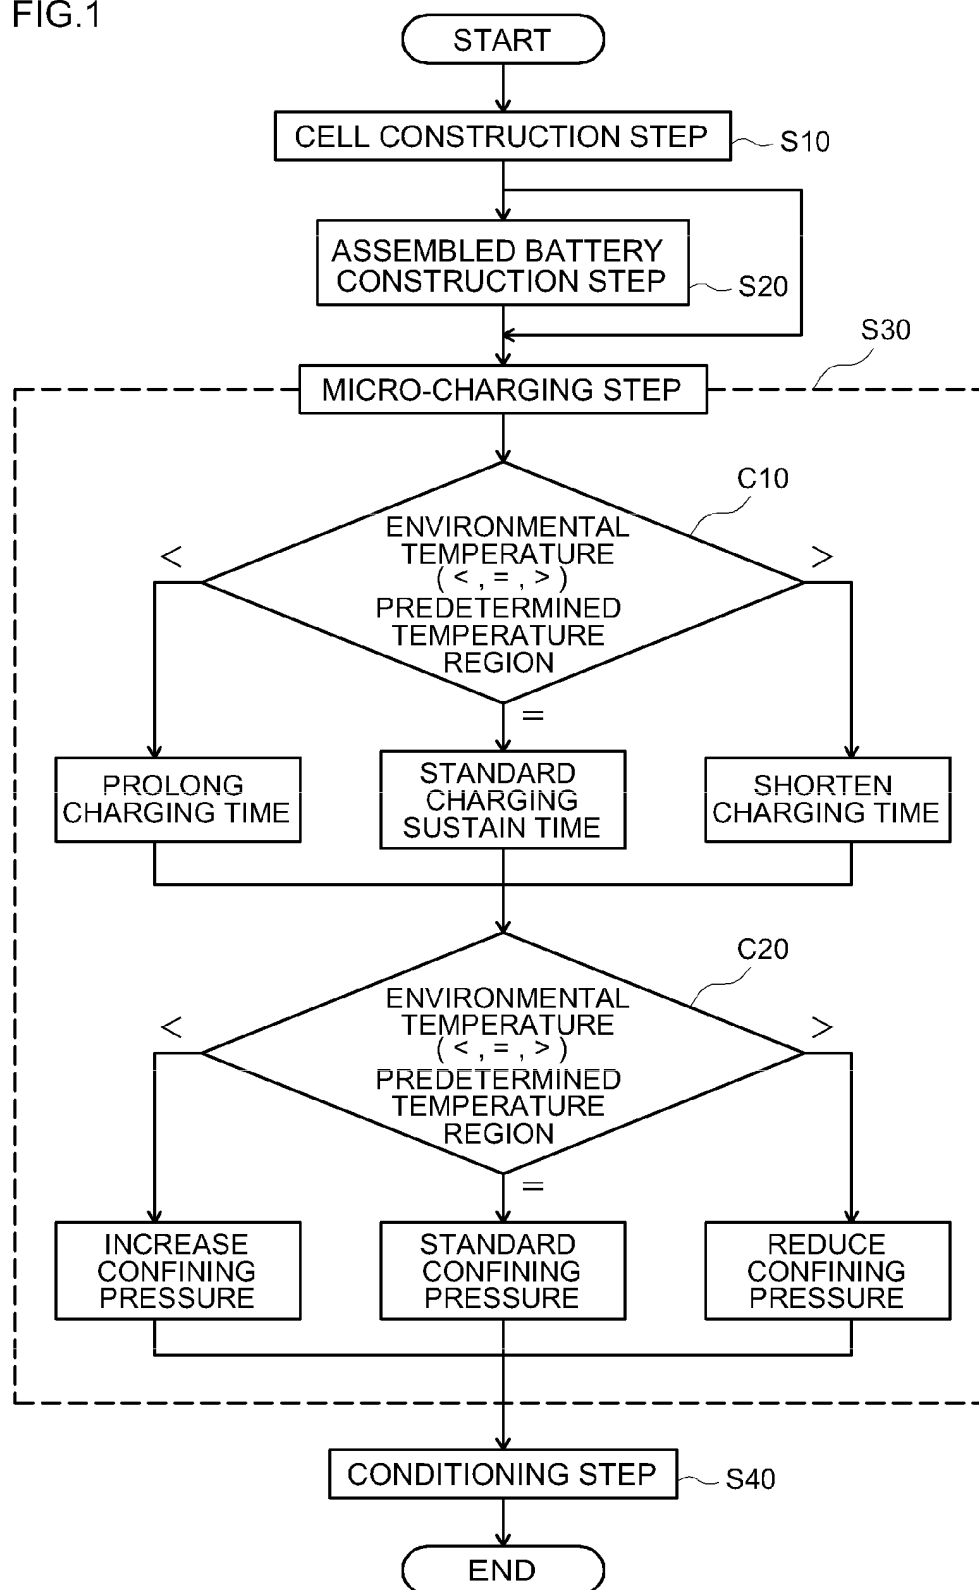 FIG.1
START
CELL CONSTRUCTION STEP
S10
ASSEMBLED BATTERY
CONSTRUCTION STEP
S20
S30
MICRO-CHARGING STEP
C10
ENVIRONMENTAL
TEMPERATURE
( < , = , > )
PREDETERMINED
TEMPERATURE
REGION
<
>
=
PROLONG
CHARGING TIME
STANDARD
CHARGING
SUSTAIN TIME
SHORTEN
CHARGING TIME
C20
ENVIRONMENTAL
TEMPERATURE
( < , = , > )
PREDETERMINED
TEMPERATURE
REGION
<
>
=
INCREASE
CONFINING
PRESSURE
STANDARD
CONFINING
PRESSURE
REDUCE
CONFINING
PRESSURE
CONDITIONING STEP
S40
END